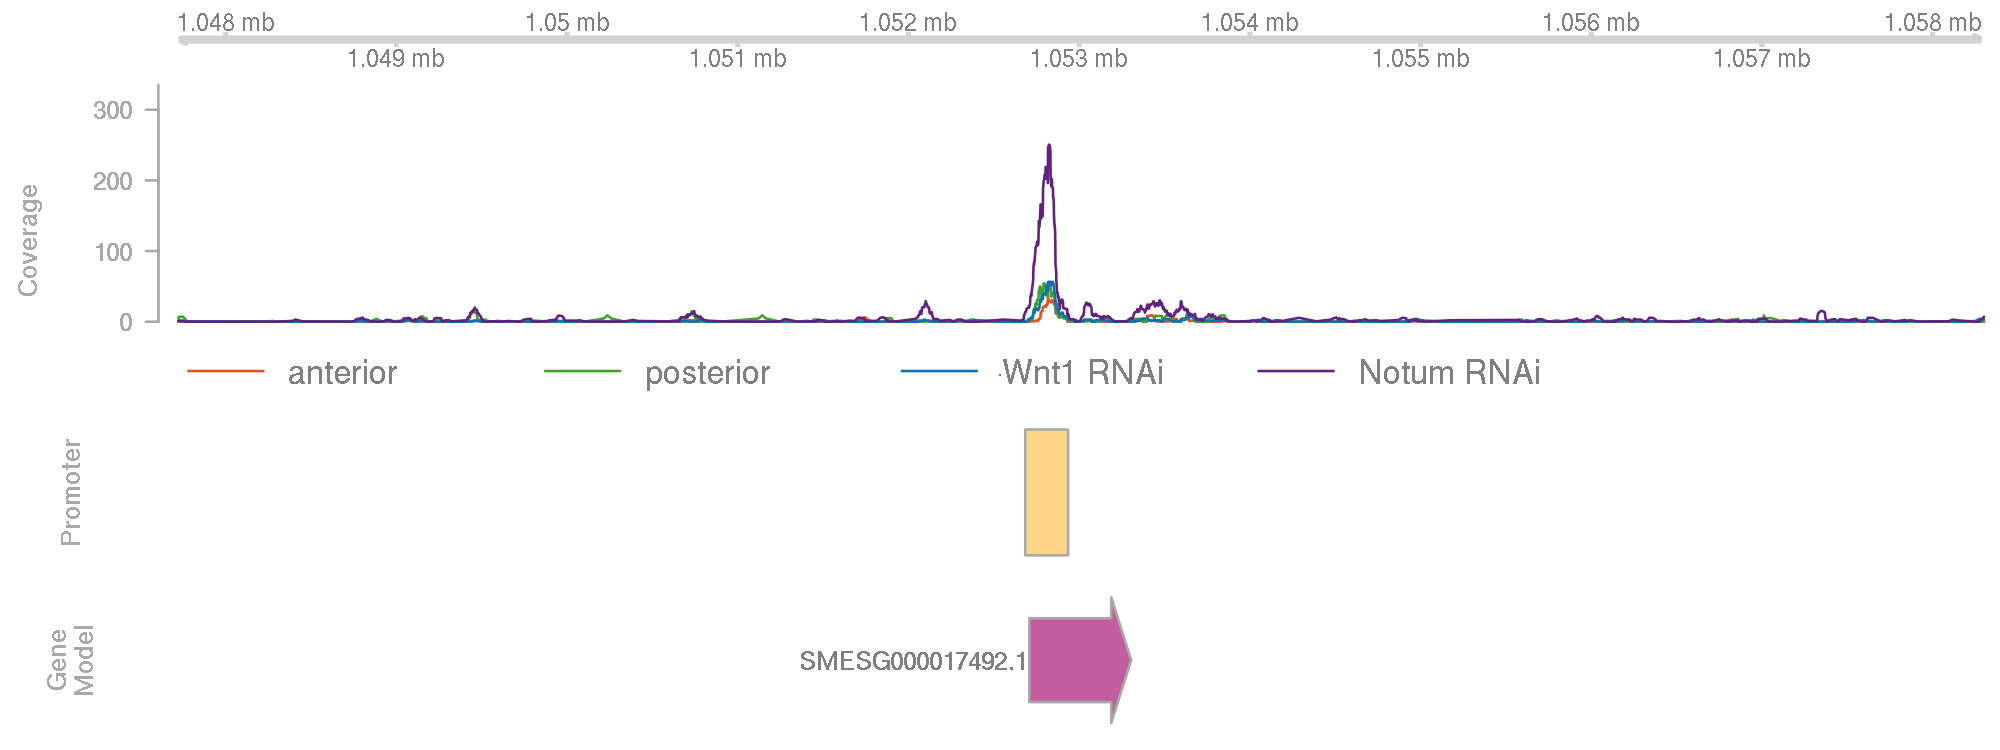 1.048 mb 1.05 mb 1.052 mb 1.054 mb 1.056 mb 1.058 mb
1.049 mb 1.051 mb 1.053 mb 1.055 mb 1.057 mb
Coverage
300
200
100
0
anterior posterior Wnt1 RNAi Notum RNAi
Promoter
Gene
Model
SMESG000017492.1